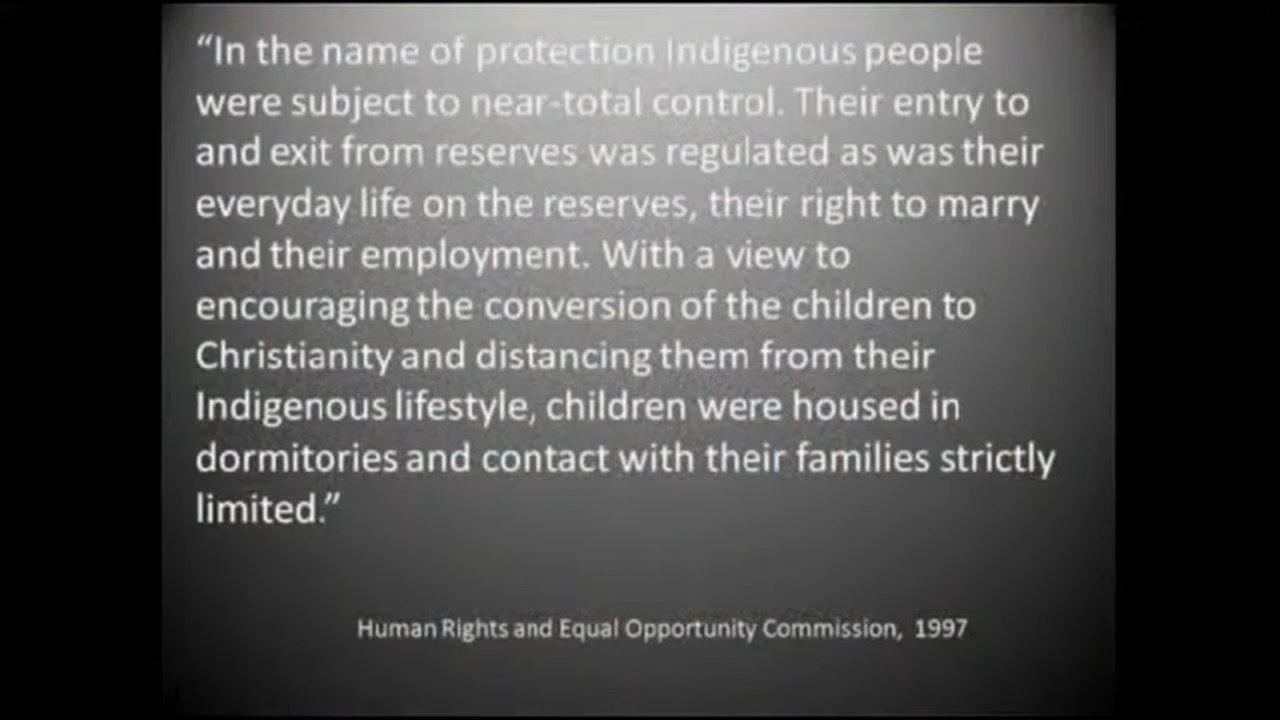 “In the name of protection Indigenous people
were subject to near-total control. Their entry to
and exit from reserves was regulated as was their
everyday life on the reserves, their right to marry
and their employment. With a view to
encouraging the conversion of the children to
Christianity and distancing them from their
Indigenous lifestyle, children were housed in
dormitories and contact with their families strictly
limited.”
Human Rights and Equal Opportunity Commission, 1997